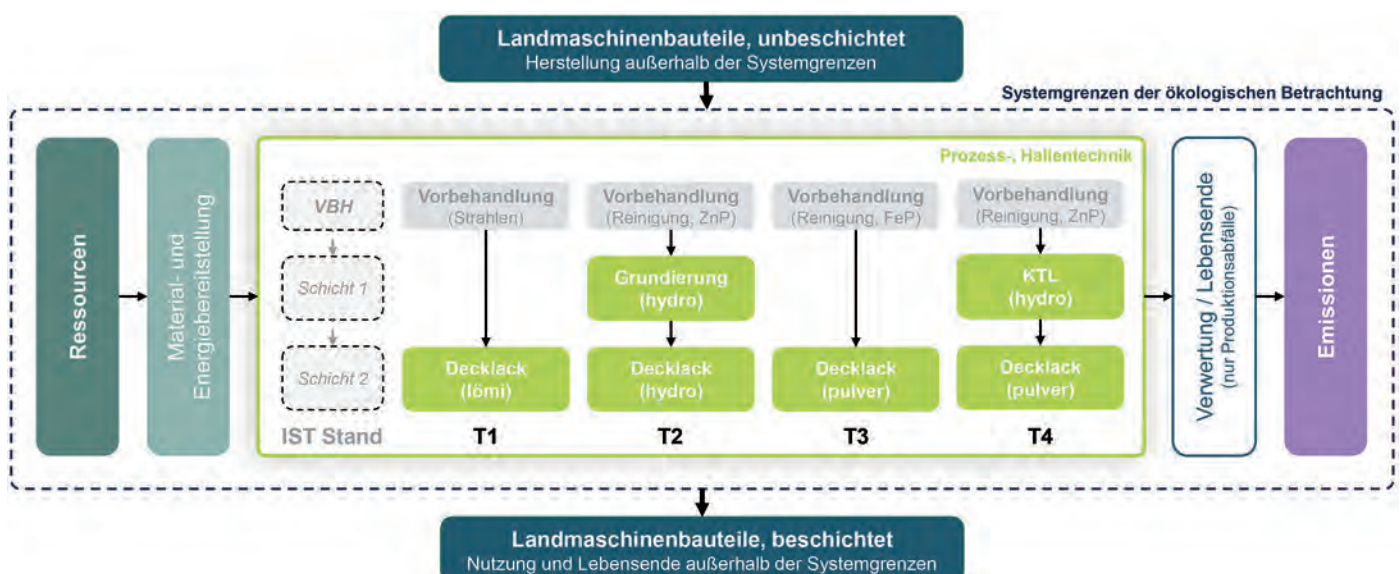 Landmaschinenbauteile, unbeschichtet
Herstellung außerhalb der Systemgrenzen
Systemgrenzen der ökologischen Betrachtung
Ressourcen
Material- und
Energiebereitstellung
Prozess-, Hallentechnik
VBH
Schicht 1
Schicht 2
IST Stand
Vorbehandlung
(Strahlen)
Decklack
(lömi)
T1
Vorbehandlung
(Reinigung, ZnP)
Grundierung
(hydro)
Decklack
(hydro)
T2
Vorbehandlung
(Reinigung, FeP)
Decklack
(pulver)
T3
Vorbehandlung
(Reinigung, ZnP)
KTL
(hydro)
Decklack
(pulver)
T4
Verwertung / Lebensende
(nur Produktionsabfälle)
Emissionen
Landmaschinenbauteile, beschichtet
Nutzung und Lebensende außerhalb der Systemgrenzen